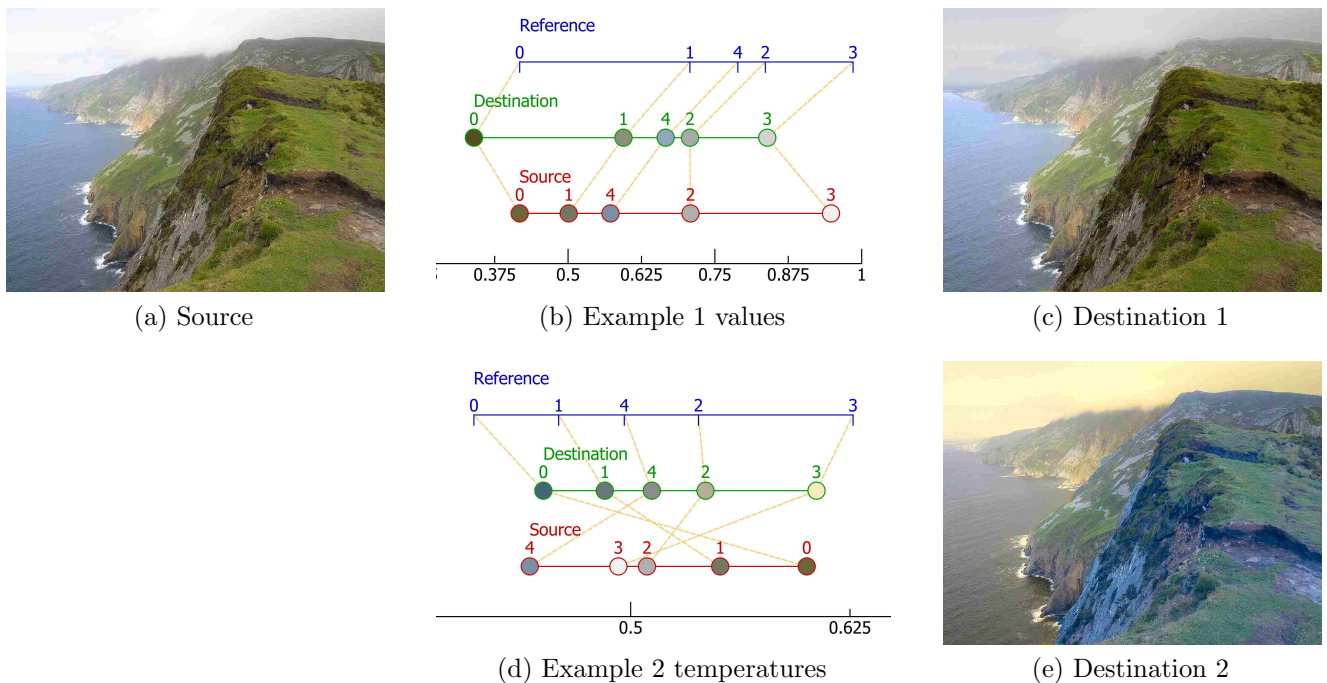 Reference
0 1 4 2 3
Destination
0 1 4 2 3
Source
0 1 4 2 3
0.375 0.5 0.625 0.75 0.875 1
(a) Source
(b) Example 1 values
(c) Destination 1
Reference
0 1 4 2 3
Destination
0 1 4 2 3
Source
4 3 2 1 0
0.5 0.625
(d) Example 2 temperatures
(e) Destination 2